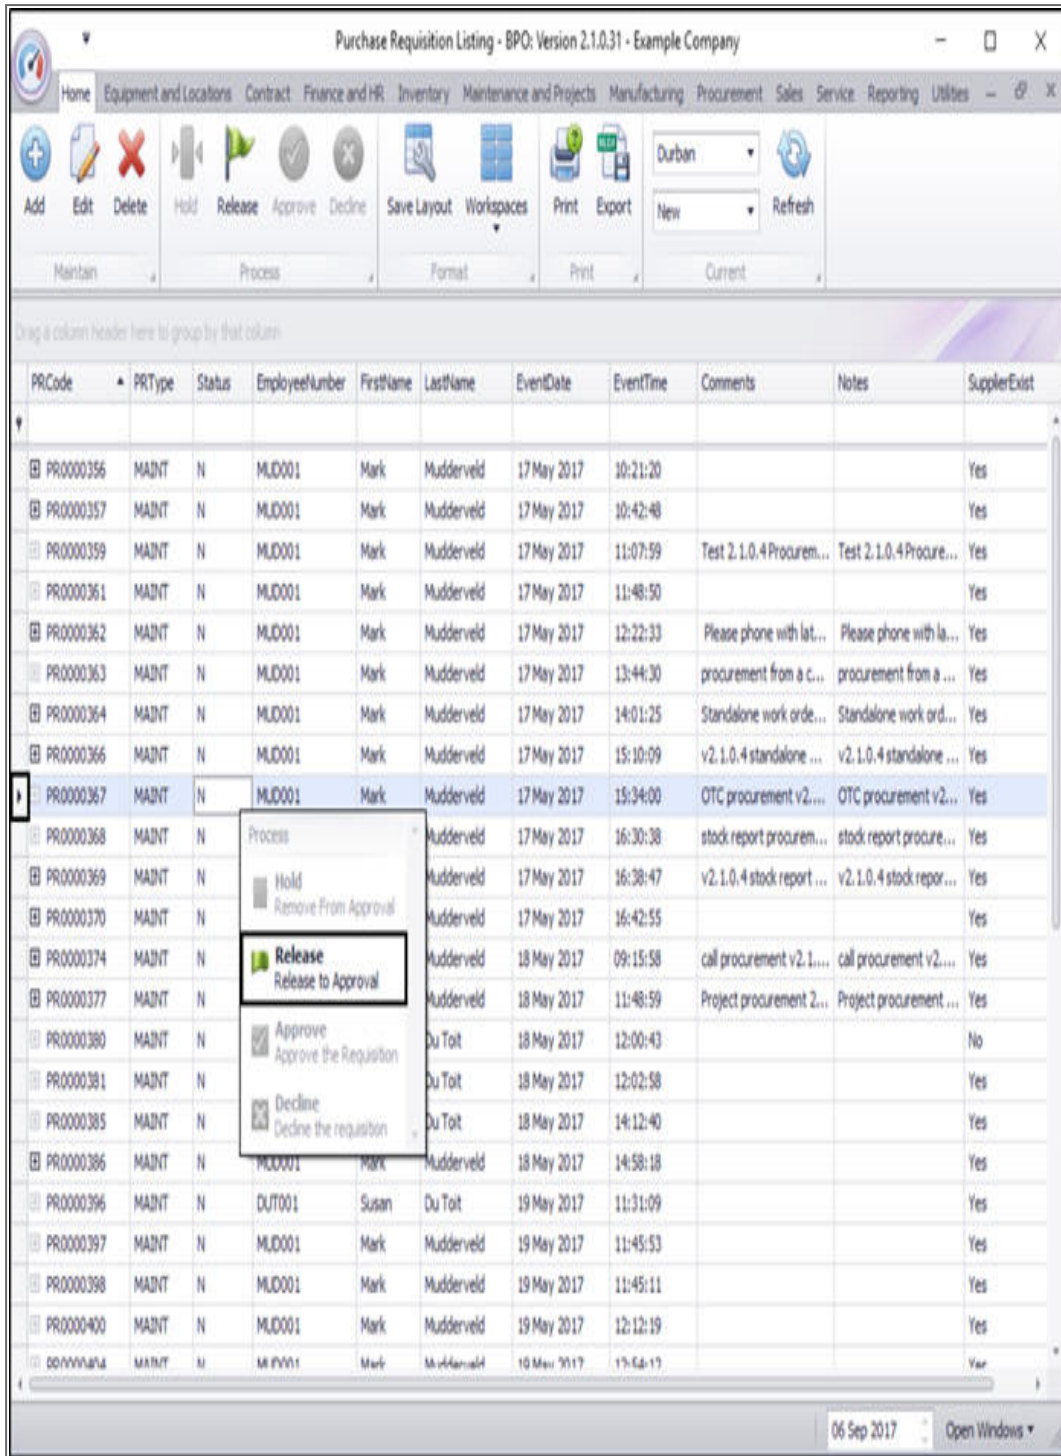 Purchase Requisition Listing - BPO: Version 2.1.0.31 - Example Company
Home Equipment and Locations Contract Finance and HR Inventory Maintenance and Projects Manufacturing Procurement Sales Service Reporting Utilities
Add Edit Delete Hold Release Approve Decline Save Layout Workspaces Print Export Durban New Refresh
Maintain Process Format Print Current
Drag a column header here to group by that column
PRCode PRType Status EmployeeNumber FirstName LastName EventDate EventTime Comments Notes SupplierExist
PR0000356 MAINT N MUD001 Mark Mudderveld 17 May 2017 10:21:20 Yes
PR0000357 MAINT N MUD001 Mark Mudderveld 17 May 2017 10:42:48 Yes
PR0000359 MAINT N MUD001 Mark Mudderveld 17 May 2017 11:07:59 Test 2.1.0.4 Procurem... Test 2.1.0.4 Procure... Yes
PR0000361 MAINT N MUD001 Mark Mudderveld 17 May 2017 11:48:50 Yes
PR0000362 MAINT N MUD001 Mark Mudderveld 17 May 2017 12:22:33 Please phone with lat... Please phone with la... Yes
PR0000363 MAINT N MUD001 Mark Mudderveld 17 May 2017 13:44:30 procurement from a c... procurement from a ... Yes
PR0000364 MAINT N MUD001 Mark Mudderveld 17 May 2017 14:01:25 Standalone work orde... Standalone work ord... Yes
PR0000366 MAINT N MUD001 Mark Mudderveld 17 May 2017 15:10:09 v2.1.0.4 standalone ... v2.1.0.4 standalone ... Yes
PR0000367 MAINT N MUD001 Mark Mudderveld 17 May 2017 15:34:00 OTC procurement v2.... OTC procurement v2... Yes
PR0000368 MAINT N Mudderveld 17 May 2017 16:30:38 stock report procurem... stock report procure... Yes
PR0000369 MAINT N Mudderveld 17 May 2017 16:38:47 v2.1.0.4 stock report ... v2.1.0.4 stock repor... Yes
PR0000370 MAINT N Mudderveld 17 May 2017 16:42:55 Yes
PR0000374 MAINT N Mudderveld 18 May 2017 09:15:58 call procurement v2.1.... call procurement v2.... Yes
PR0000377 MAINT N Mudderveld 18 May 2017 11:48:59 Project procurement 2... Project procurement ... Yes
PR0000380 MAINT N Du Toit 18 May 2017 12:00:43 No
PR0000381 MAINT N Du Toit 18 May 2017 12:02:58 Yes
PR0000385 MAINT N Du Toit 18 May 2017 14:12:40 Yes
PR0000386 MAINT N MUD001 Mark Mudderveld 18 May 2017 14:58:18 Yes
PR0000396 MAINT N DUT001 Susan Du Toit 19 May 2017 11:31:09 Yes
PR0000397 MAINT N MUD001 Mark Mudderveld 19 May 2017 11:45:53 Yes
PR0000398 MAINT N MUD001 Mark Mudderveld 19 May 2017 11:45:11 Yes
PR0000400 MAINT N MUD001 Mark Mudderveld 19 May 2017 12:12:19 Yes
PR0000404 MAINT N MUD001 Mark Mudderveld 19 May 2017 12:54:12 Yes
Process
Hold
Remove From Approval
Release
Release to Approval
Approve
Approve the Requisition
Decline
Decline the requisition
06 Sep 2017 Open Windows